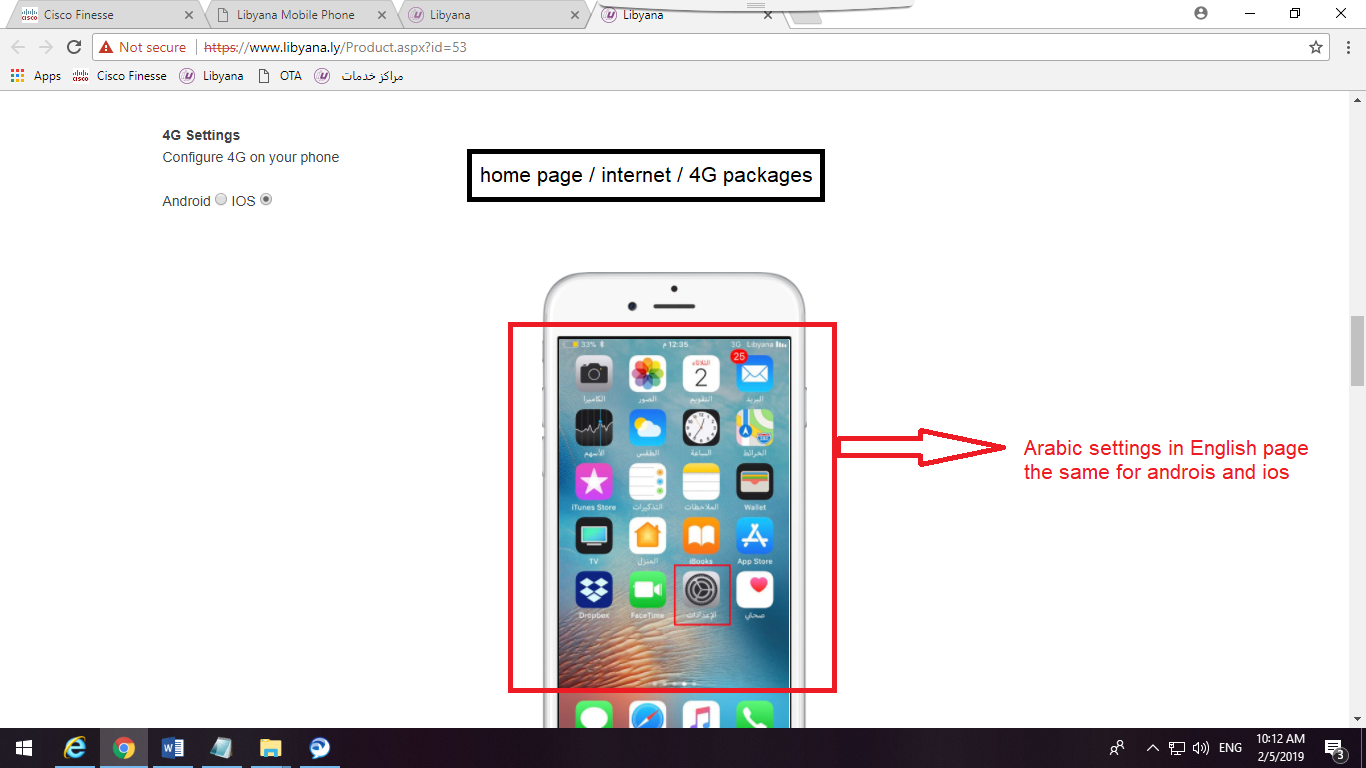 Cisco Finesse
Libyana Mobile Phone
Libyana
Libyana
Not secure
https://www.libyana.ly/Product.aspx?id=53
Apps
Cisco Finesse
Libyana
OTA
مراكز خدمات
4G Settings
Configure 4G on your phone
Android
IOS
home page / internet / 4G packages
33%
12:35 م
3G Libyana
25
الثلاثاء
2
الكاميرا
الصور
التقويم
البريد
الأسهم
الطقس
الساعة
الخرائط
iTunes Store
التذكيرات
الملاحظات
Wallet
TV
المنزل
iBooks
App Store
Dropbox
FaceTime
الإعدادات
صحتي
Arabic settings in English page
the same for androis and ios
ENG
10:12 AM
2/5/2019
3